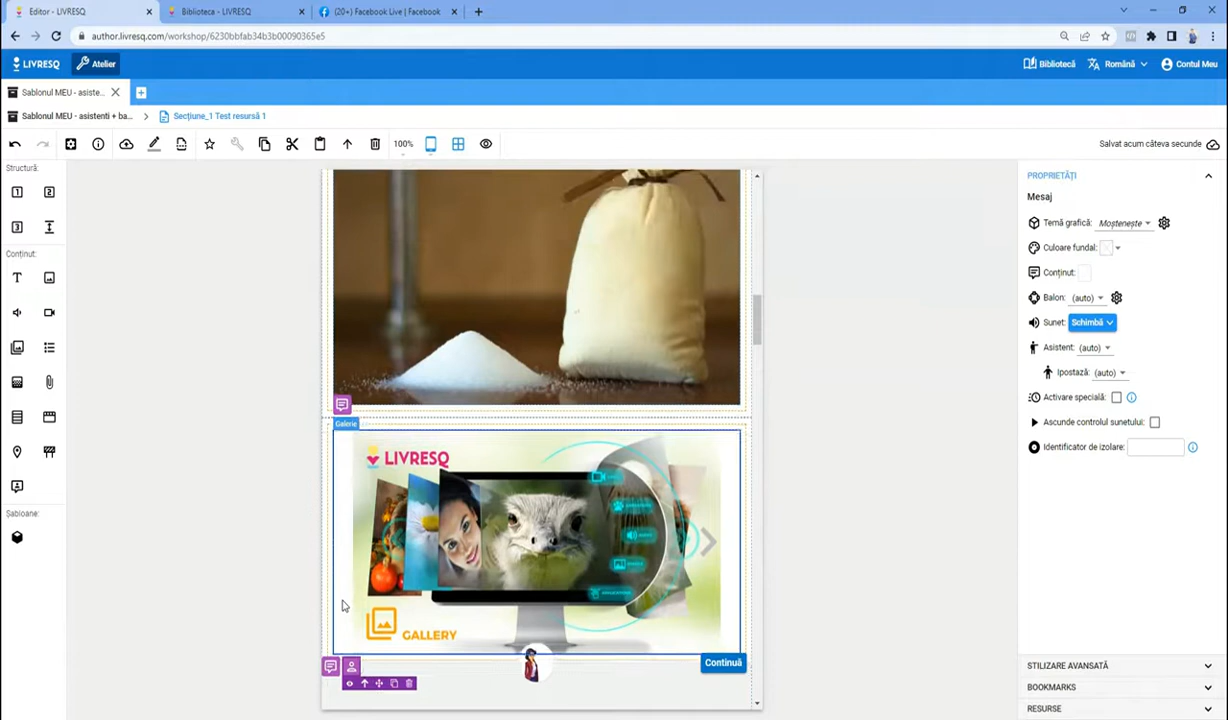 Editor - LIVRESQ
Biblioteca - LIVRESQ
(20+) Facebook Live | Facebook
author.livresq.com/workshop/6230bbfab34b3b00090365e5
LIVRESQ
Atelier
Bibliotecă
Română
Contul Meu
Sablonul MEU - asiste...
Sablonul MEU - asistenti + ba...
Secțiune_1 Test resursă 1
100%
Salvat acum câteva secunde
Structură:
Conținut:
Șabloane:
PROPRIETĂȚI
Mesaj
Temă grafică:
Moștenește
Culoare fundal:
Conținut:
Balon:
(auto)
Sunet:
Schimbă
Asistent:
(auto)
Ipostază:
(auto)
Activare specială:
Ascunde controlul sunetului:
Identificator de izolare:
Galerie
LIVRESQ
GALLERY
Continuă
STILIZARE AVANSATĂ
BOOKMARKS
RESURSE